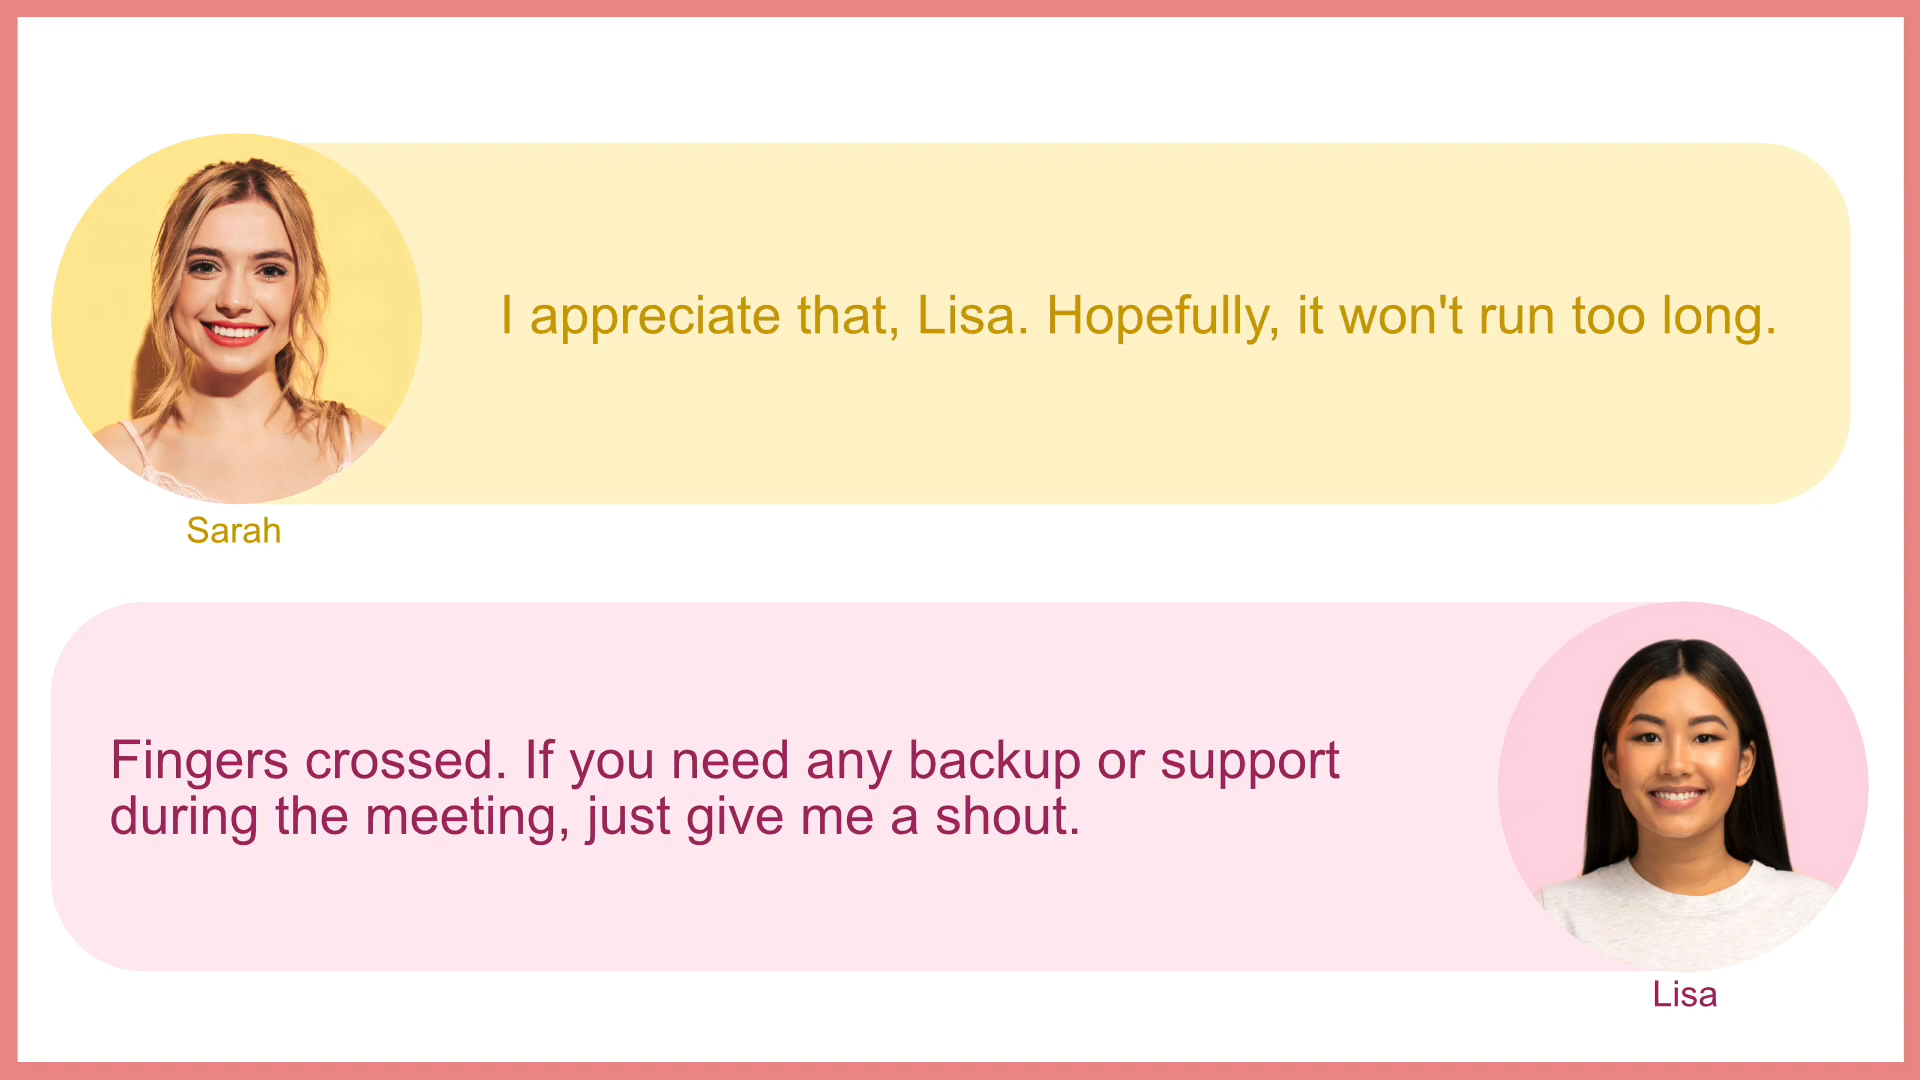 I appreciate that, Lisa. Hopefully, it won't run too long.
Sarah
Fingers crossed. If you need any backup or support
during the meeting, just give me a shout.
Lisa